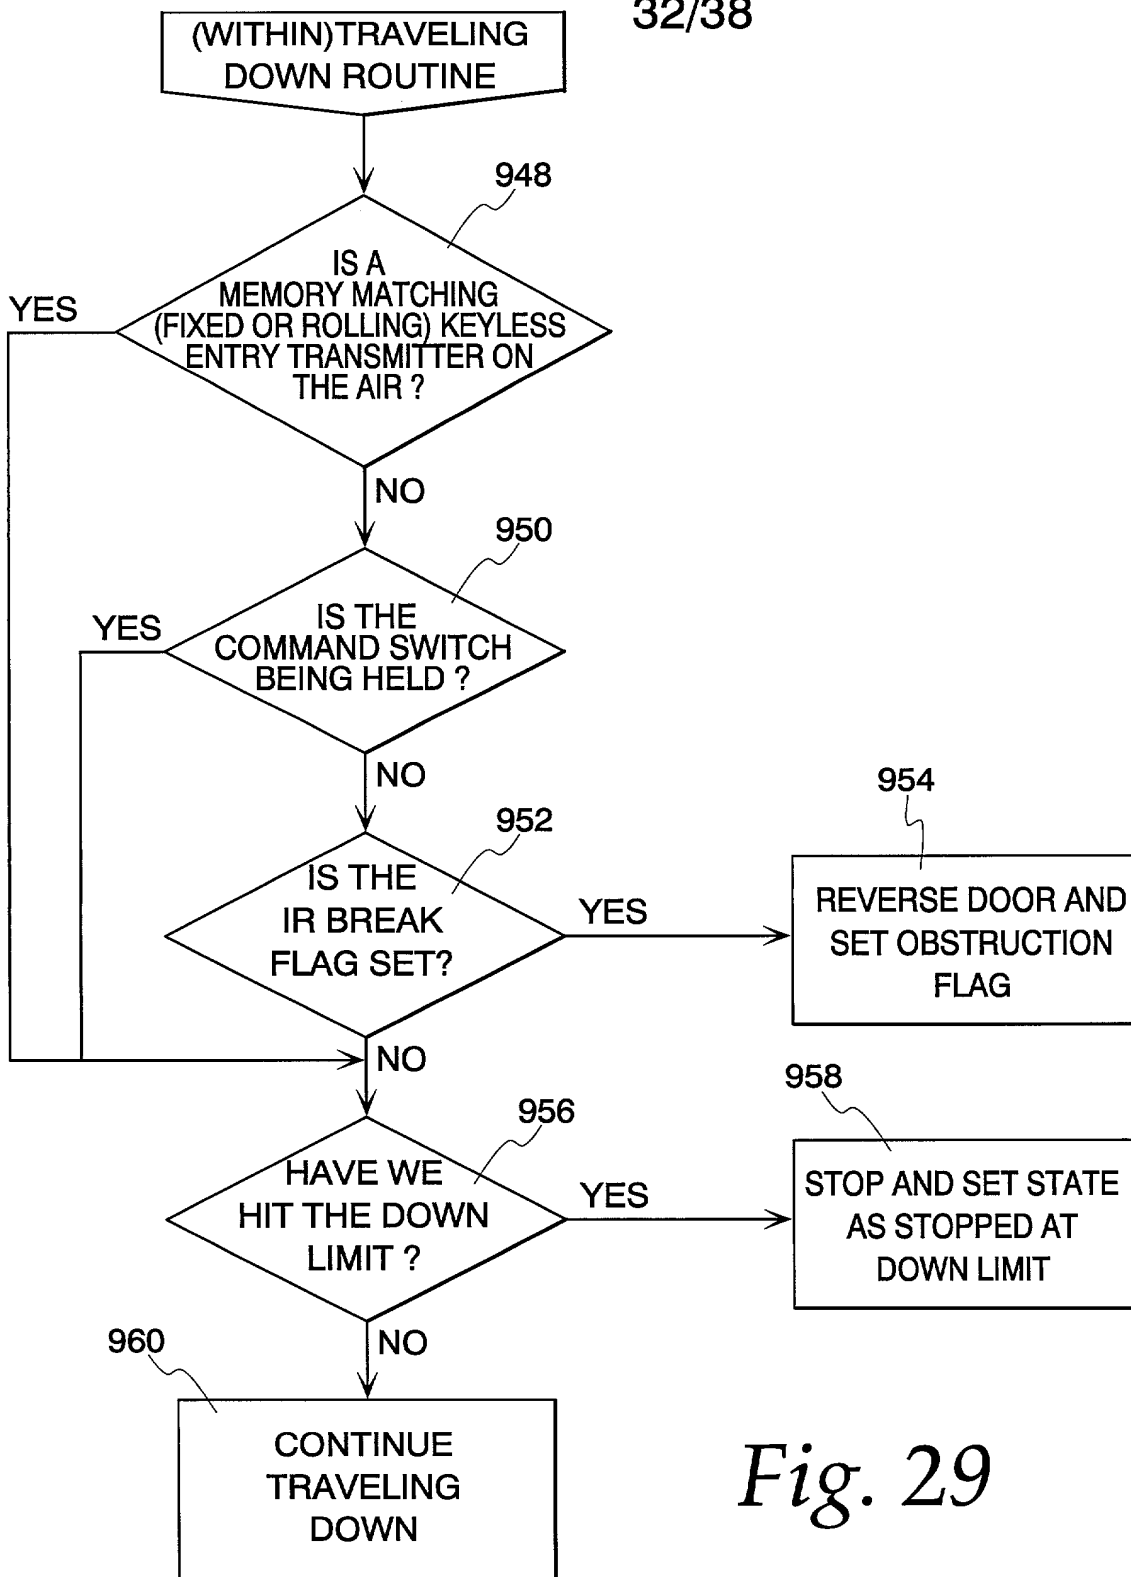 32/38
(WITHIN)TRAVELING
DOWN ROUTINE
948
IS A
MEMORY MATCHING
(FIXED OR ROLLING) KEYLESS
ENTRY TRANSMITTER ON
THE AIR ?
YES
NO
950
IS THE
COMMAND SWITCH
BEING HELD ?
YES
NO
952
IS THE
IR BREAK
FLAG SET?
YES
954
REVERSE DOOR AND
SET OBSTRUCTION
FLAG
NO
956
HAVE WE
HIT THE DOWN
LIMIT ?
YES
958
STOP AND SET STATE
AS STOPPED AT
DOWN LIMIT
NO
960
CONTINUE
TRAVELING
DOWN
Fig. 29